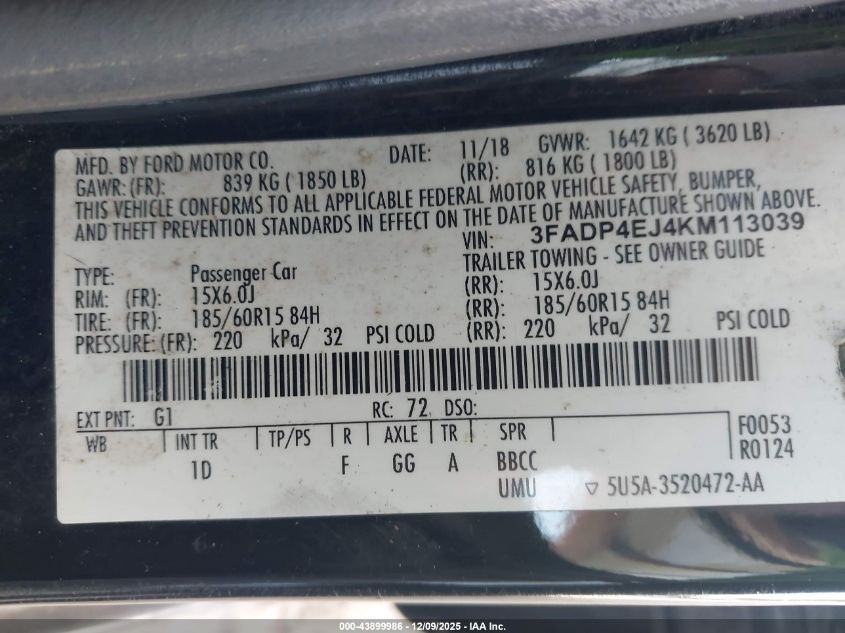 MFD. BY FORD MOTOR CO. DATE: 11/18 GVWR: 1642 KG ( 3620 LB)
GAWR: (FR): 839 KG ( 1850 LB) (RR): 816 KG ( 1800 LB)
THIS VEHICLE CONFORMS TO ALL APPLICABLE FEDERAL MOTOR VEHICLE SAFETY, BUMPER,
AND THEFT PREVENTION STANDARDS IN EFFECT ON THE DATE OF MANUFACTURE SHOWN ABOVE.
VIN: 3FADP4EJ4KM113039
TYPE: Passenger Car TRAILER TOWING - SEE OWNER GUIDE
RIM: (FR): 15X6.0J (RR): 15X6.0J
TIRE: (FR): 185/60R15 84H (RR): 185/60R15 84H
PRESSURE: (FR): 220 kPa/ 32 PSI COLD (RR): 220 kPa/ 32 PSI COLD
EXT PNT: G1 RC: 72 DSO:
WB INT TR TP/PS R AXLE TR SPR F0053
1D F GG A BBCC R0124
UMU ▽ 5U5A-3520472-AA
000-43899986 - 12/09/2025 - IAA Inc.